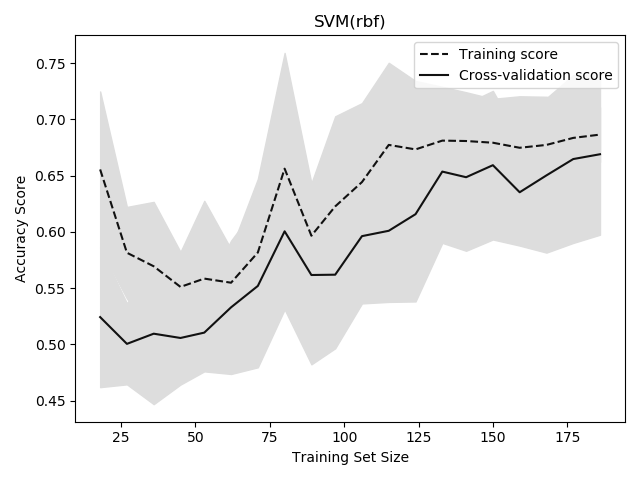 SVM(rbf)
Training score
Cross-validation score
0.75
0.70
0.65
0.60
0.55
0.50
0.45
Accuracy Score
25 50 75 100 125 150 175
Training Set Size